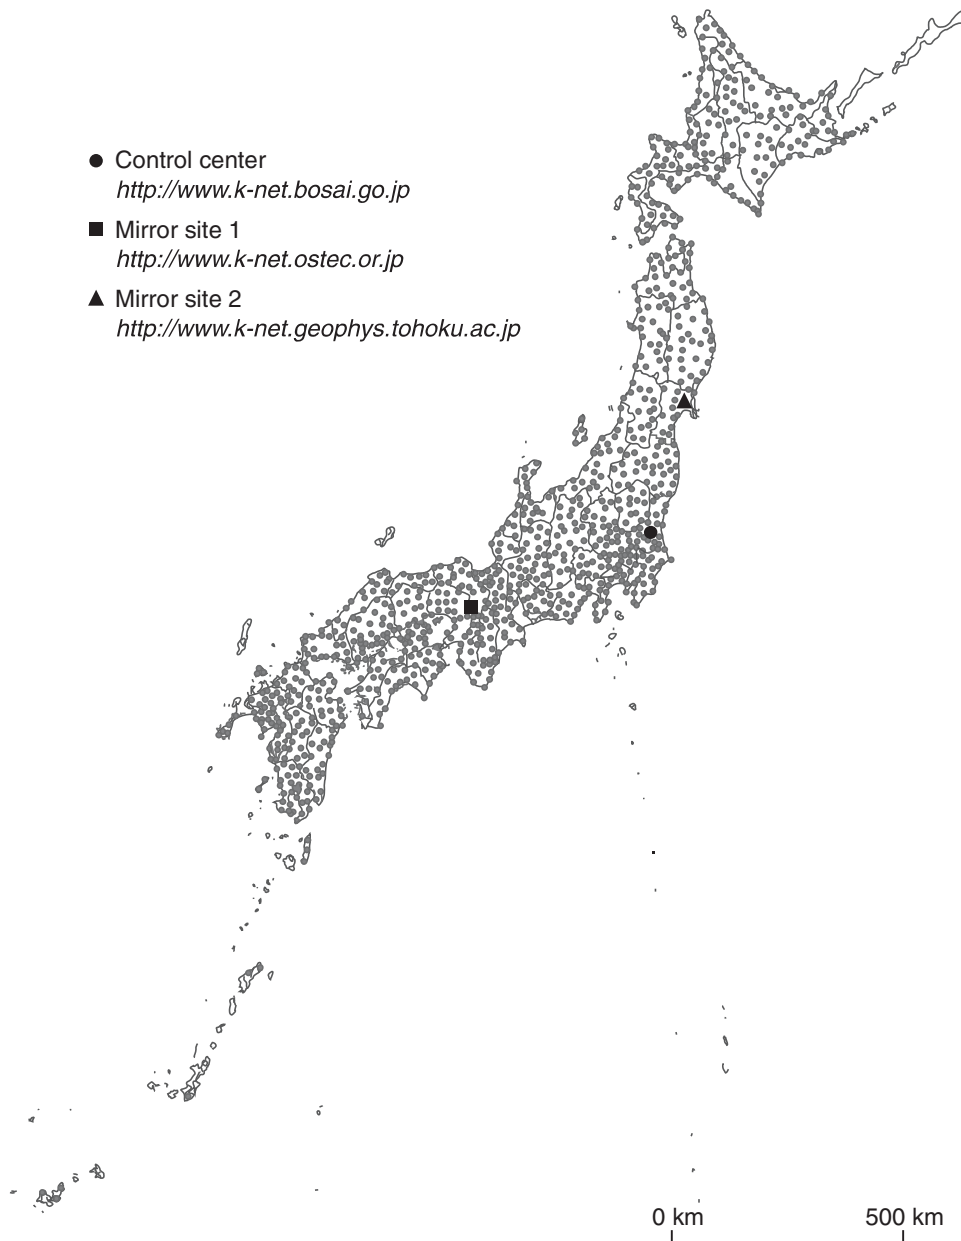 Control center
http://www.k-net.bosai.go.jp
Mirror site 1
http://www.k-net.ostec.or.jp
Mirror site 2
http://www.k-net.geophys.tohoku.ac.jp
0 km 500 km